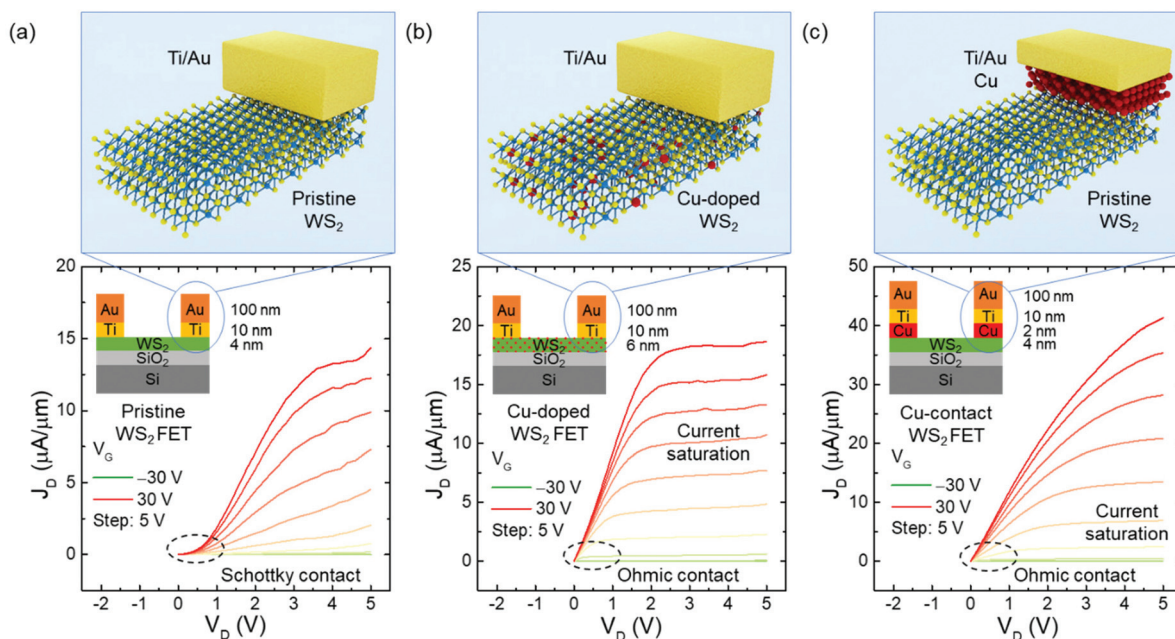 (a)
Ti/Au
Pristine
WS2
20
15
10
5
0
JD (μA/μm)
Au
Au
100 nm
Ti
Ti
10 nm
WS2
4 nm
SiO2
Si
Pristine
WS2 FET
VG
−30 V
30 V
Step: 5 V
Schottky contact
-2 -1 0 1 2 3 4 5
VD (V)
(b)
Ti/Au
Cu-doped
WS2
25
20
15
10
5
0
JD (μA/μm)
Au
Au
100 nm
Ti
Ti
10 nm
WS2
6 nm
SiO2
Si
Cu-doped
WS2 FET
Current
saturation
VG
−30 V
30 V
Step: 5 V
Ohmic contact
-2 -1 0 1 2 3 4 5
VD (V)
(c)
Ti/Au
Cu
Pristine
WS2
50
40
30
20
10
0
JD (μA/μm)
Au
Au
100 nm
Ti
Ti
10 nm
Cu
Cu
2 nm
WS2
4 nm
SiO2
Si
Cu-contact
WS2 FET
VG
−30 V
30 V
Step: 5 V
Current
saturation
Ohmic contact
-2 -1 0 1 2 3 4 5
VD (V)